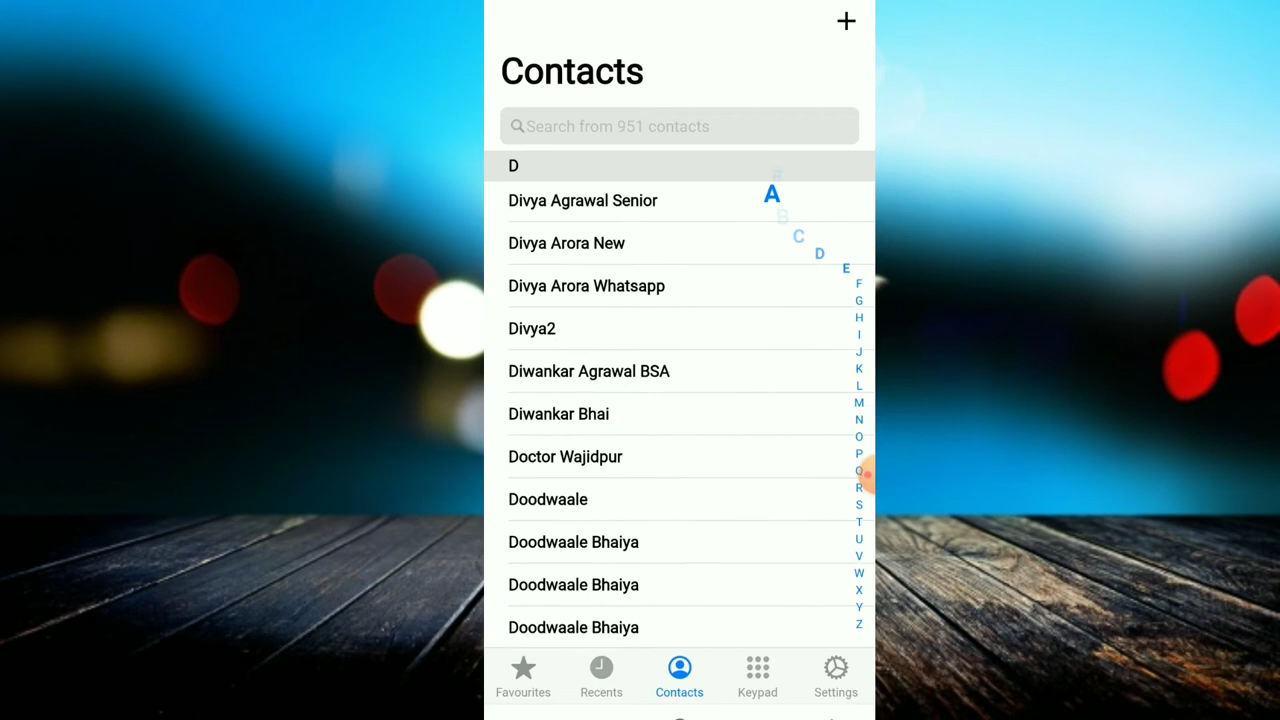 Contacts
Search from 951 contacts
D
Divya Agrawal Senior
Divya Arora New
Divya Arora Whatsapp
Divya2
Diwankar Agrawal BSA
Diwankar Bhai
Doctor Wajidpur
Doodwaale
Doodwaale Bhaiya
Doodwaale Bhaiya
Doodwaale Bhaiya
#
A
B
C
D
E
F
G
H
I
J
K
L
M
N
O
P
Q
R
S
T
U
V
W
X
Y
Z
Favourites Recents Contacts Keypad Settings